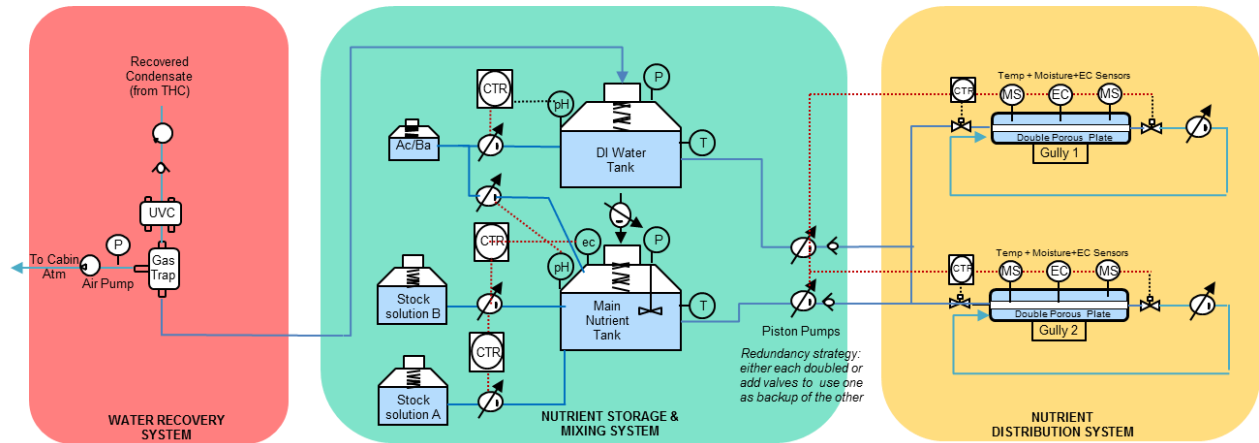 Recovered
Condensate
(from THC)
UVC
P
Gas
Trap
To Cabin
Atm
Air Pump
WATER RECOVERY
SYSTEM
CTR
pH
P
Ac/Ba
DI Water
Tank
T
CTR
ec
P
pH
Stock
solution B
Main
Nutrient
Tank
T
CTR
Stock
solution A
NUTRIENT STORAGE &
MIXING SYSTEM
Piston Pumps
Redundancy strategy:
either each doubled or
add valves to use one
as backup of the other
Temp + Moisture+EC Sensors
CTR
MS
EC
MS
Double Porous Plate
Gully 1
Temp + Moisture+EC Sensors
CTR
MS
EC
MS
Double Porous Plate
Gully 2
NUTRIENT
DISTRIBUTION SYSTEM